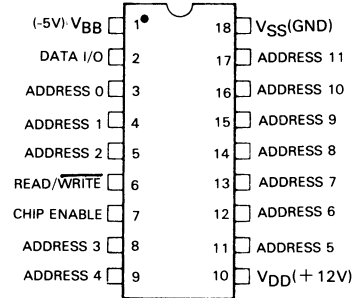 (-5V) VBB 1 18 VSS(GND)
DATA I/O 2 17 ADDRESS 11
ADDRESS 0 3 16 ADDRESS 10
ADDRESS 1 4 15 ADDRESS 9
ADDRESS 2 5 14 ADDRESS 8
READ/WRITE 6 13 ADDRESS 7
CHIP ENABLE 7 12 ADDRESS 6
ADDRESS 3 8 11 ADDRESS 5
ADDRESS 4 9 10 VDD(+12V)